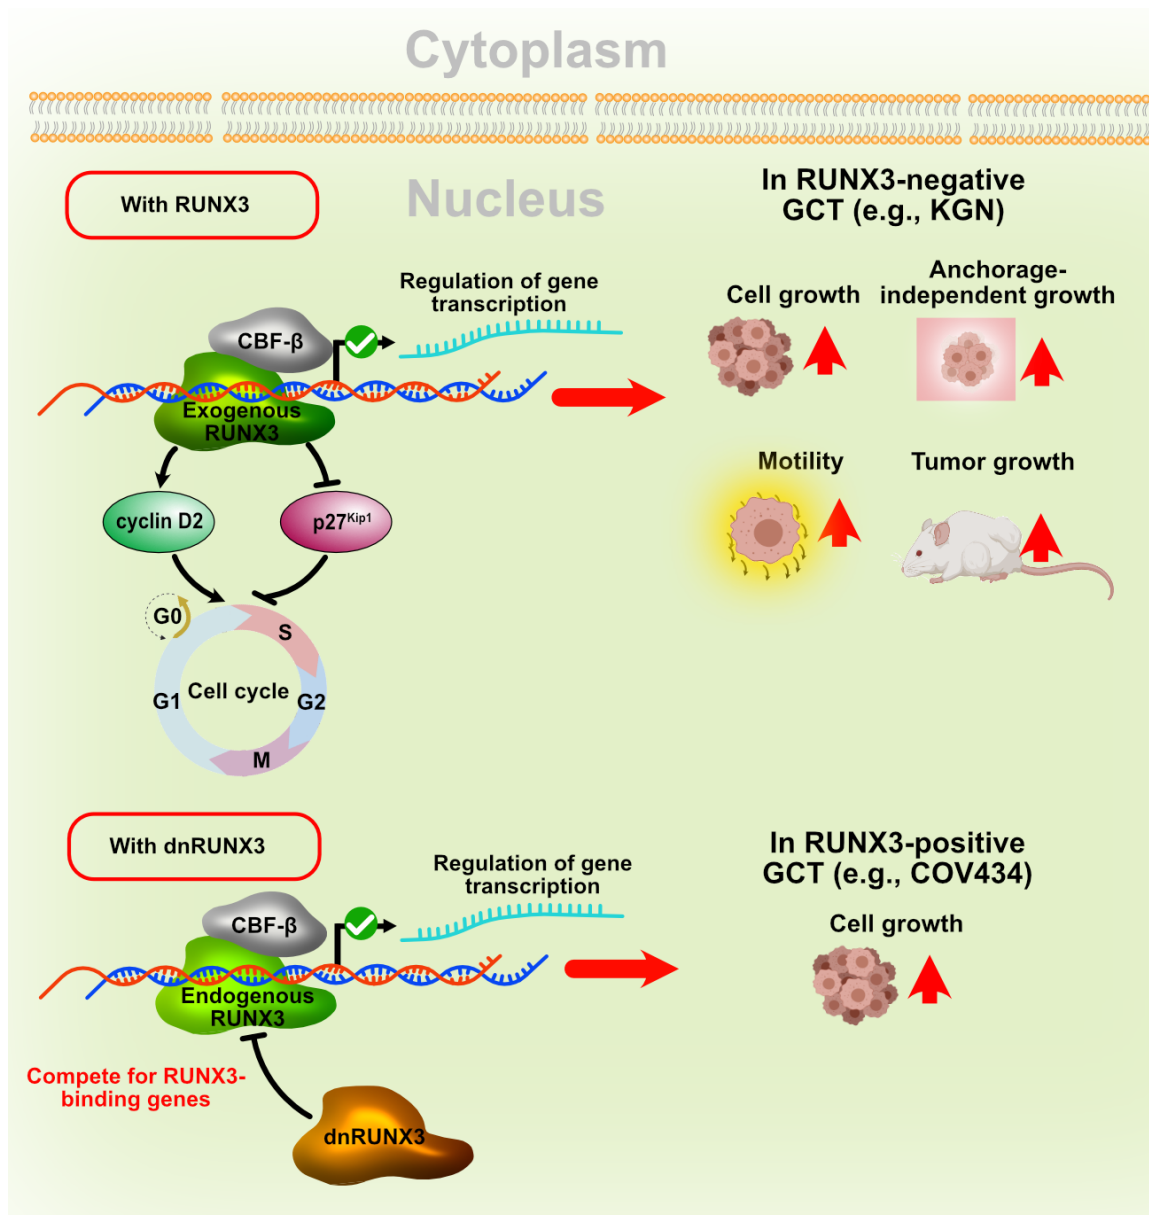 Cytoplasm
Nucleus
With RUNX3
In RUNX3-negative
GCT (e.g., KGN)
CBF-β
Regulation of gene
transcription
Exogenous
RUNX3
cyclin D2
p27Kip1
G0
S
G1
Cell cycle
G2
M
Cell growth
Anchorage-
independent growth
Motility
Tumor growth
With dnRUNX3
In RUNX3-positive
GCT (e.g., COV434)
CBF-β
Regulation of gene
transcription
Endogenous
RUNX3
Cell growth
Compete for RUNX3-
binding genes
dnRUNX3